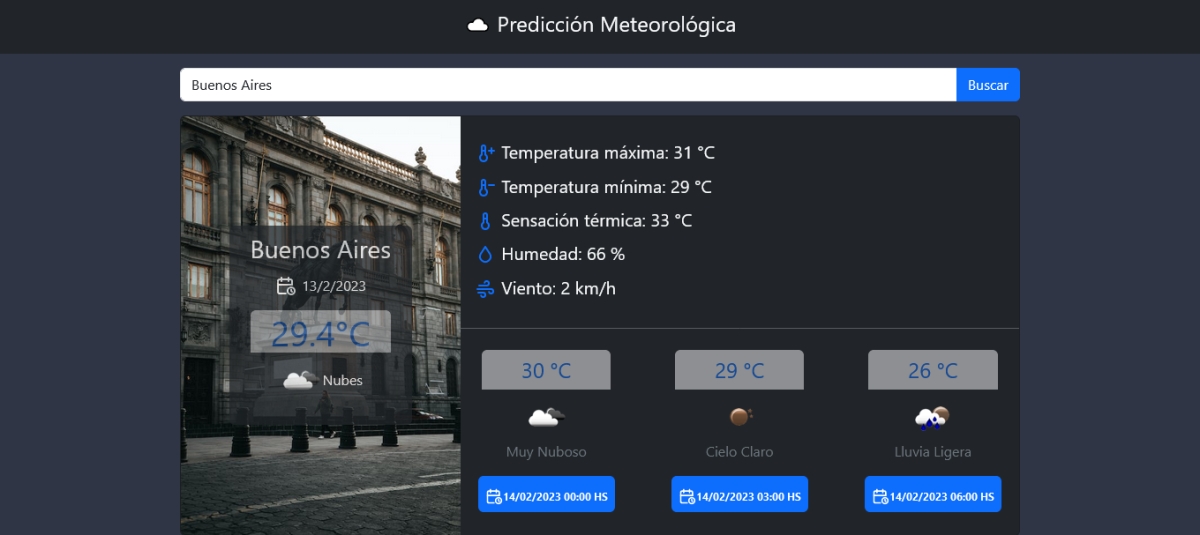 Predicción Meteorológica
Buenos Aires
Buscar
Buenos Aires
13/2/2023
29.4°C
Nubes
Temperatura máxima: 31 °C
Temperatura mínima: 29 °C
Sensación térmica: 33 °C
Humedad: 66 %
Viento: 2 km/h
30 °C
Muy Nuboso
14/02/2023 00:00 HS
29 °C
Cielo Claro
14/02/2023 03:00 HS
26 °C
Lluvia Ligera
14/02/2023 06:00 HS